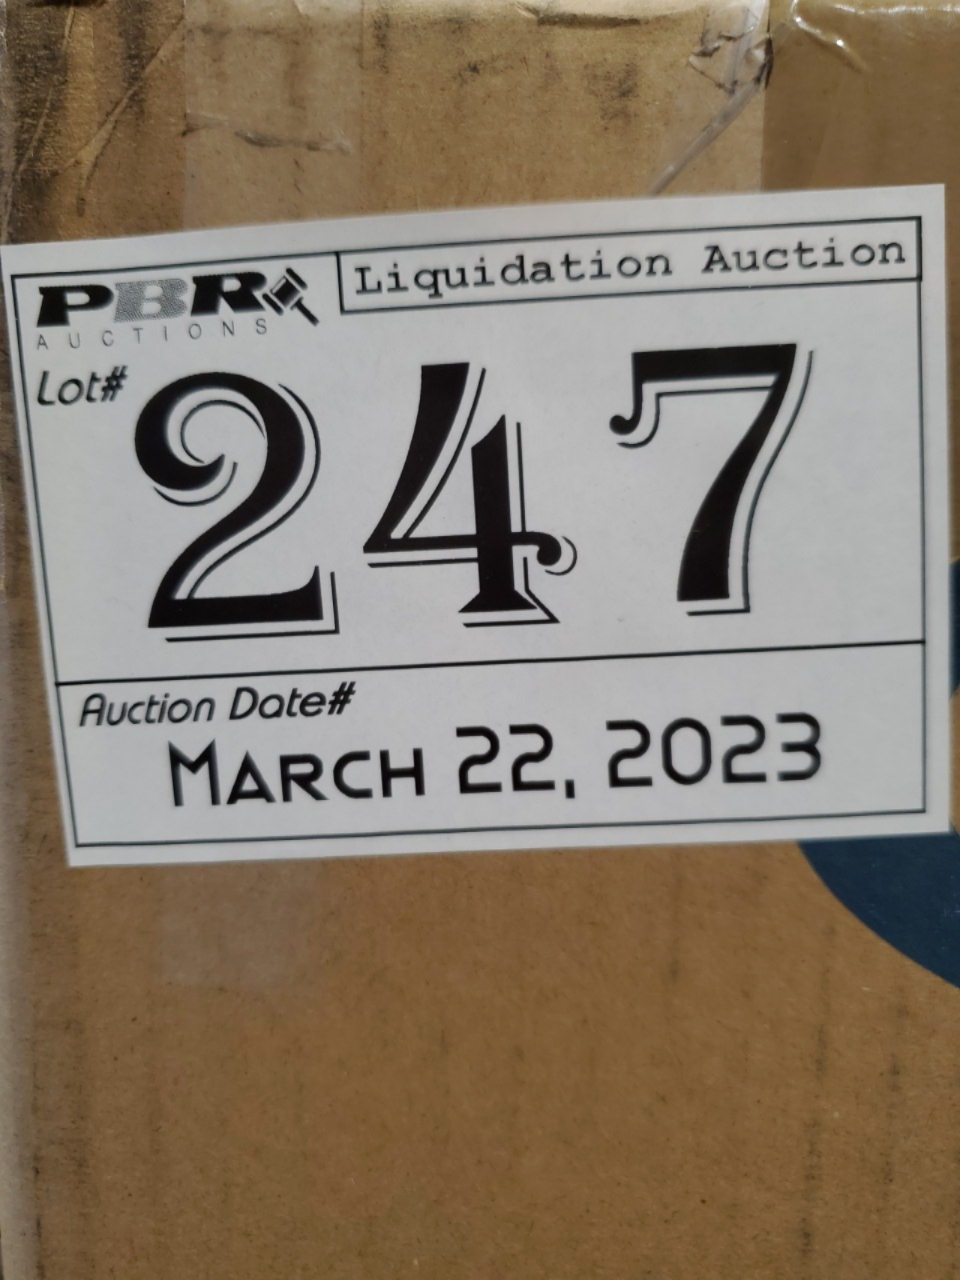 PBR
AUCTIONS
Liquidation Auction
Lot#
247
Auction Date#
MARCH 22, 2023